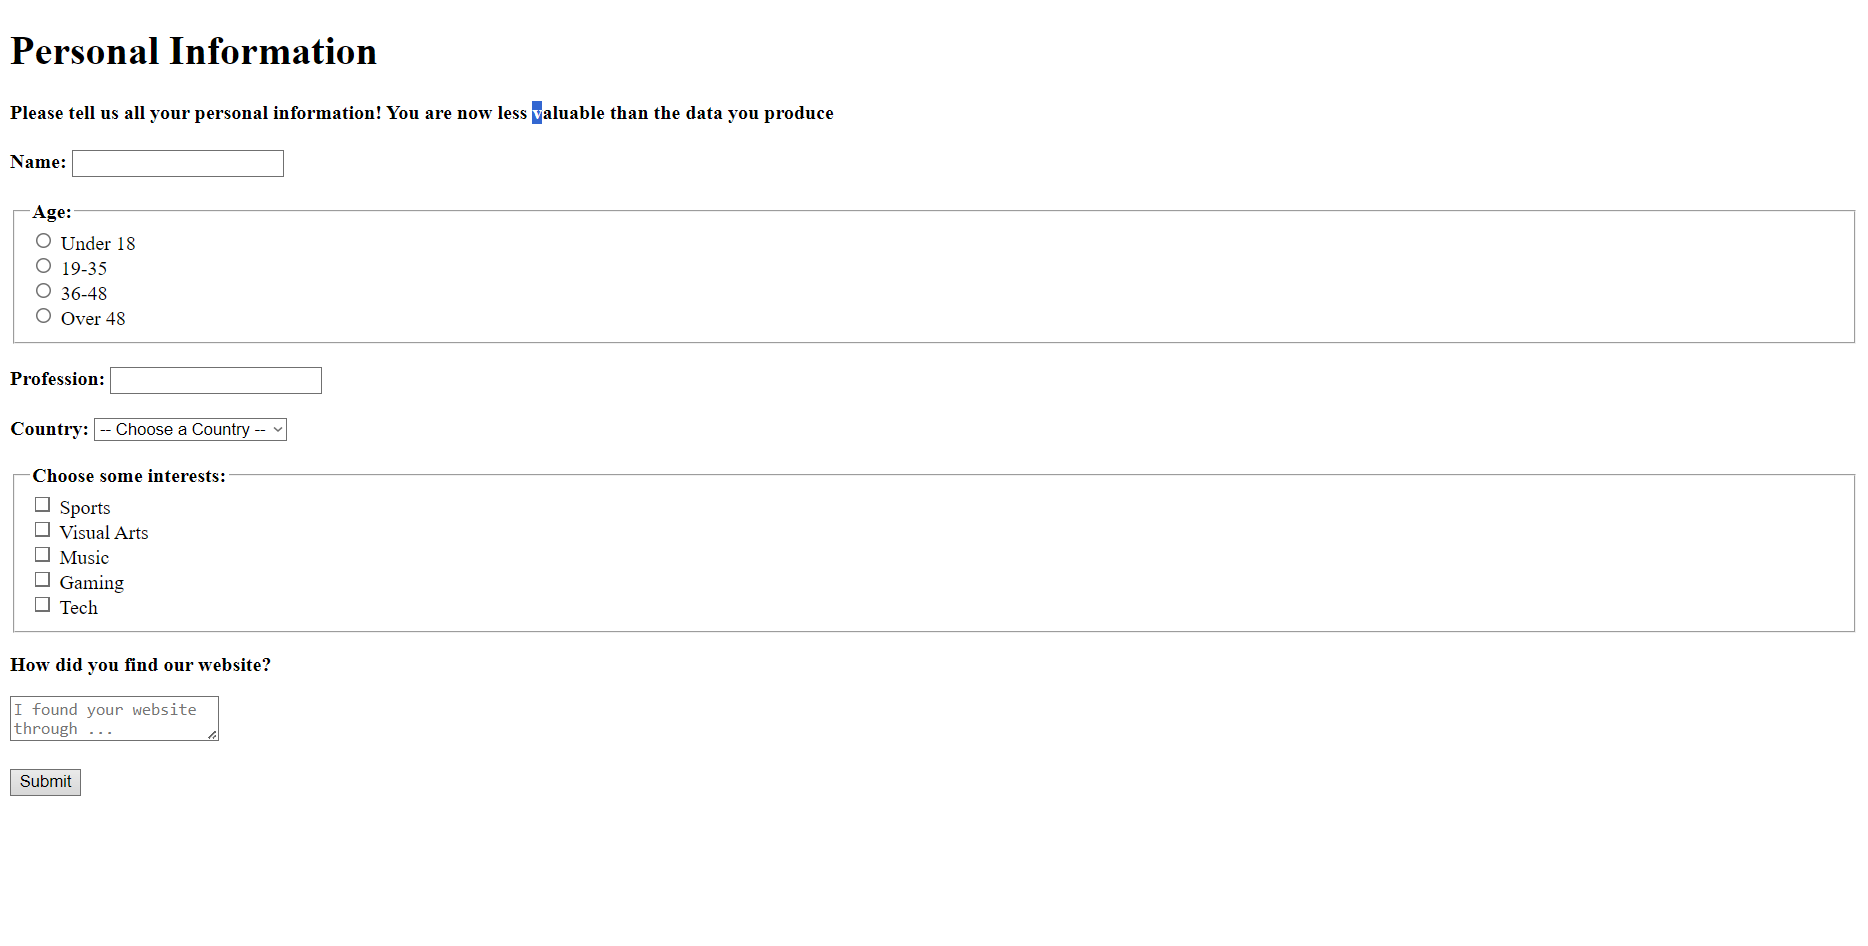 Personal Information
Please tell us all your personal information! You are now less valuable than the data you produce
Name:
Age:
Under 18
19-35
36-48
Over 48
Profession:
Country: -- Choose a Country --
Choose some interests:
Sports
Visual Arts
Music
Gaming
Tech
How did you find our website?
I found your website
through ...
Submit